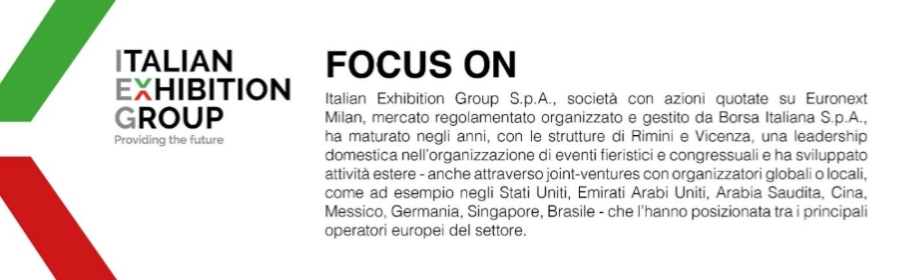 ITALIAN
EXHIBITION
GROUP
Providing the future
FOCUS ON
Italian Exhibition Group S.p.A., società con azioni quotate su Euronext
Milan, mercato regolamentato organizzato e gestito da Borsa Italiana S.p.A.,
ha maturato negli anni, con le strutture di Rimini e Vicenza, una leadership
domestica nell'organizzazione di eventi fieristici e congressuali e ha sviluppato
attività estere - anche attraverso joint-ventures con organizzatori globali o locali,
come ad esempio negli Stati Uniti, Emirati Arabi Uniti, Arabia Saudita, Cina,
Messico, Germania, Singapore, Brasile - che l'hanno posizionata tra i principali
operatori europei del settore.